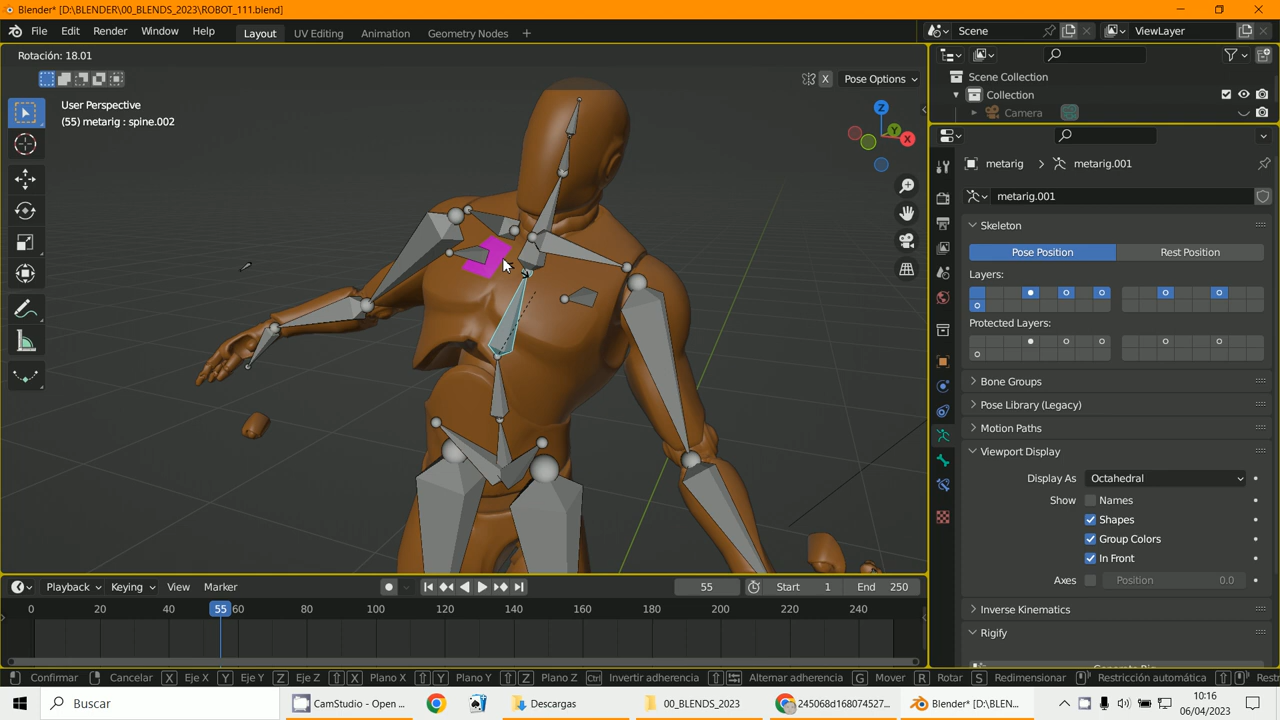 Blender* [D:\BLENDER\00_BLENDS_2023\ROBOT_111.blend]
File Edit Render Window Help Layout UV Editing Animation Geometry Nodes + Scene ViewLayer
Rotación: 18.01
X Pose Options
User Perspective
(55) metarig : spine.002
Z
Y
X
Scene Collection
Collection
Camera
metarig > metarig.001
metarig.001
Skeleton
Pose Position Rest Position
Layers:
Protected Layers:
Bone Groups
Pose Library (Legacy)
Motion Paths
Viewport Display
Display As Octahedral
Show Names
Shapes
Group Colors
In Front
Axes Position 0.0
Inverse Kinematics
Rigify
Playback Keying View Marker 55 Start 1 End 250
0 20 40 55 60 80 100 120 140 160 180 200 220 240
Confirmar Cancelar X Eje X Y Eje Y Z Eje Z X Plano X Y Plano Y Z Plano Z Ctrl Invertir adherencia Alternar adherencia G Mover R Rotar S Redimensionar Restricción automática
Buscar CamStudio - Open ... Descargas 00_BLENDS_2023 245068d168074527... Blender* [D:\BLEN... 10:16
06/04/2023